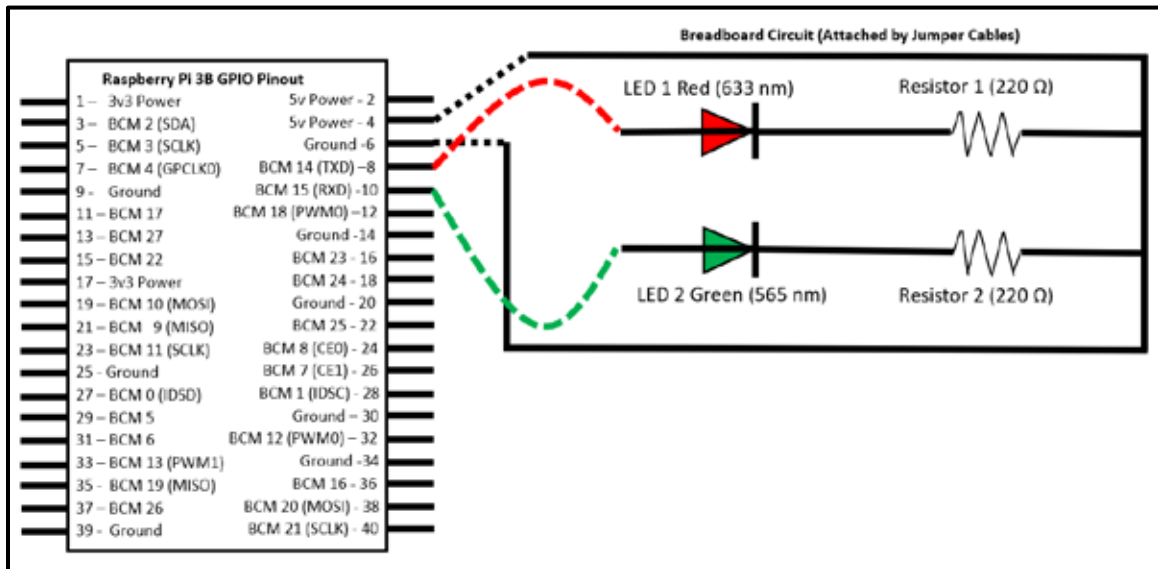 Breadboard Circuit (Attached by Jumper Cables)
Raspberry Pi 3B GPIO Pinout
1 – 3v3 Power
3 – BCM 2 (SDA)
5 – BCM 3 (SCLK)
7 – BCM 4 (GPCLK0)
9 - Ground
11 – BCM 17
13 – BCM 27
15 – BCM 22
17 – 3v3 Power
19 – BCM 10 (MOSI)
21 – BCM 9 (MISO)
23 – BCM 11 (SCLK)
25 - Ground
27 – BCM 0 (IDSD)
29 – BCM 5
31 – BCM 6
33 – BCM 13 (PWM1)
35 - BCM 19 (MISO)
37 – BCM 26
39 - Ground
5v Power - 2
5v Power - 4
Ground -6
BCM 14 (TXD) –8
BCM 15 (RXD) -10
BCM 18 (PWM0) –12
Ground -14
BCM 23 - 16
BCM 24 - 18
Ground - 20
BCM 25 - 22
BCM 8 (CE0) - 24
BCM 7 (CE1) - 26
BCM 1 (IDSC) - 28
Ground – 30
BCM 12 (PWM0) – 32
Ground -34
BCM 16 - 36
BCM 20 (MOSI) - 38
BCM 21 (SCLK) - 40
LED 1 Red (633 nm)
Resistor 1 (220 Ω)
LED 2 Green (565 nm)
Resistor 2 (220 Ω)